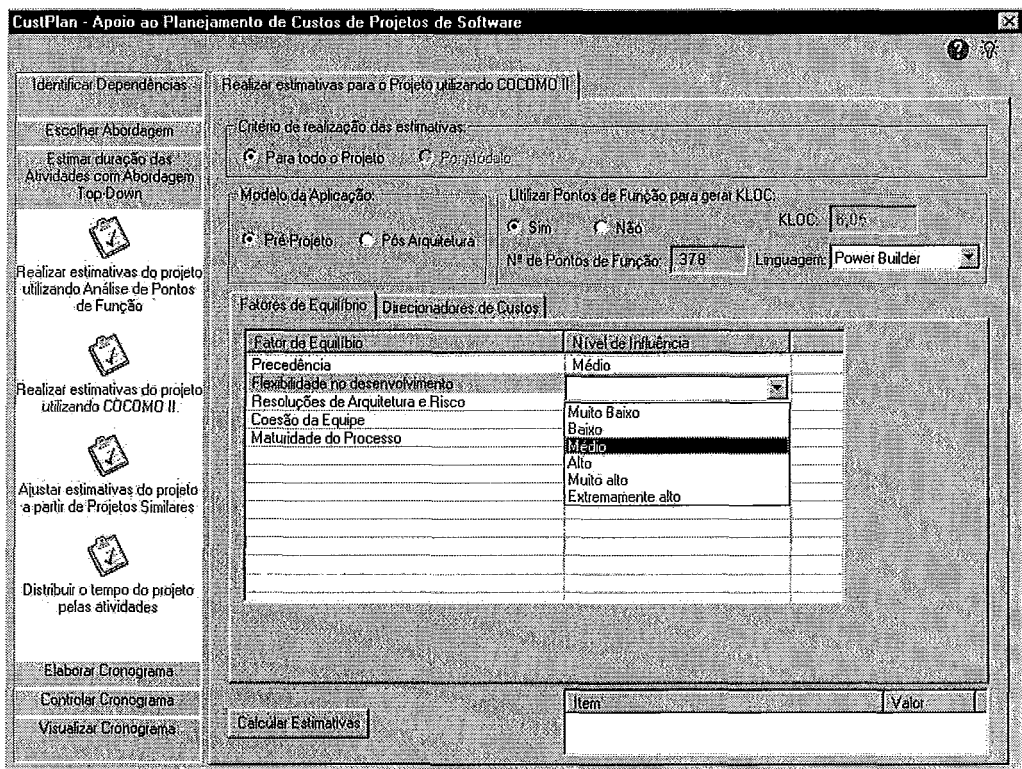 CustPlan - Apoio ao Planejamento de Custos de Projetos de Software
Identificar Dependências
Escolher Abordagem
Estimar duração das
Atividades com Abordagem
Top-Down
Realizar estimativas do projeto
utilizando Análise de Pontos
de Função
Realizar estimativas do projeto
utilizando COCOMO II.
Ajustar estimativas do projeto
a partir de Projetos Similares
Distribuir o tempo do projeto
pelas atividades
Elaborar Cronograma
Controlar Cronograma
Visualizar Cronograma
Realizar estimativas para o Projeto utilizando COCOMO II
Critério de realização das estimativas:
Para todo o Projeto Por Módulo
Modelo da Aplicação:
Pré Projeto Pós Arquitetura
Utilizar Pontos de Função para gerar KLOC:
Sim Não KLOC: 6,05
Nº de Pontos de Função: 378 Linguagem: Power Builder
Fatores de Equilíbrio Direcionadores de Custos
Fator de Equilíbrio Nível de Influência
Precedência Médio
Flexibilidade no desenvolvimento
Resoluções de Arquitetura e Risco
Coesão da Equipe
Maturidade do Processo
Muito Baixo
Baixo
Médio
Alto
Muito alto
Extremamente alto
Calcular Estimativas
Item Valor